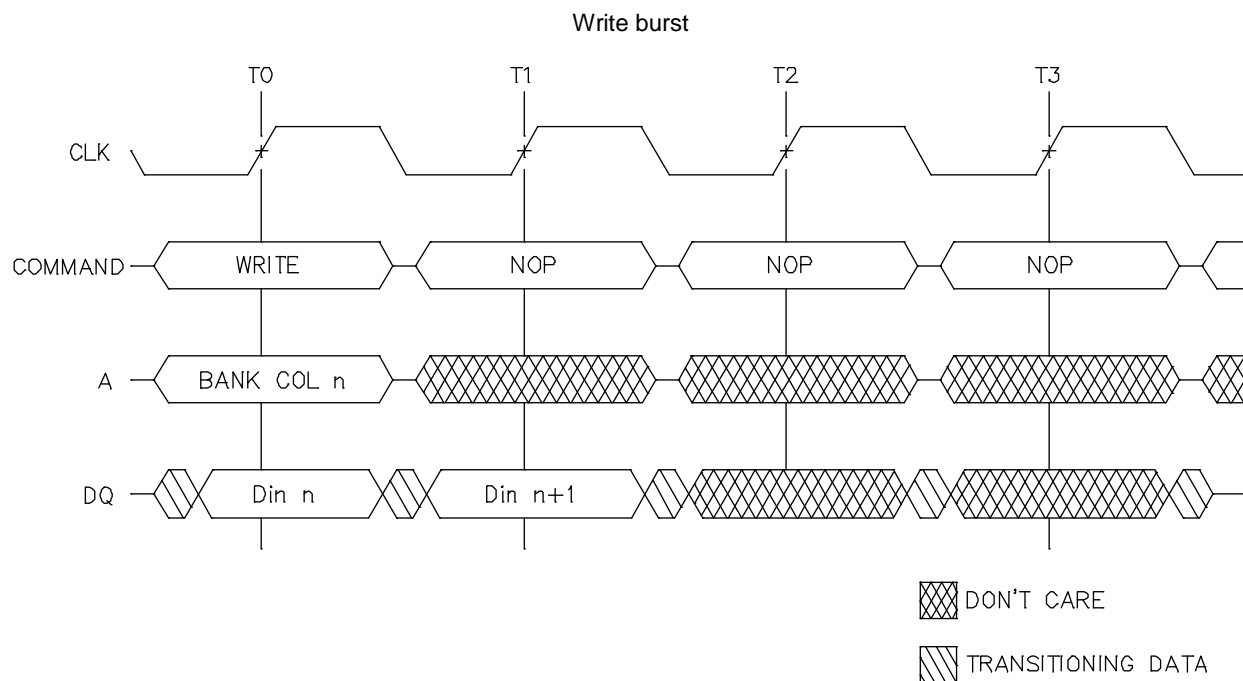 Write burst
T0 T1 T2 T3
CLK
COMMAND WRITE NOP NOP NOP
A BANK COL n
DQ Din n Din n+1
DON'T CARE
TRANSITIONING DATA